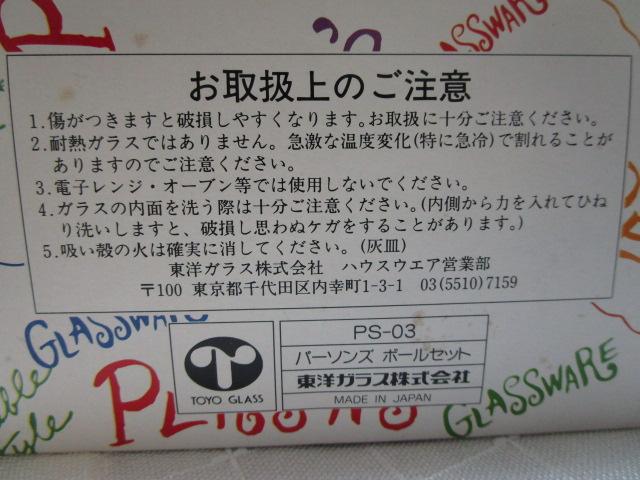 GLASSWARE
お取扱上のご注意
1.傷がつきますと破損しやすくなります。お取扱に十分ご注意ください。
2.耐熱ガラスではありません。急激な温度変化(特に急冷)で割れることが
ありますのでご注意ください。
3.電子レンジ・オーブン等では使用しないでください。
4.ガラスの内面を洗う際は十分ご注意ください。(内側から力を入れてひね
り洗いしますと、破損し思わぬケガをすることがあります。)
5.吸い殻の火は確実に消してください。(灰皿)
東洋ガラス株式会社 ハウスウエア営業部
〒100 東京都千代田区内幸町1-3-1 03(5510)7159
GLASSWARE
TOYO GLASS
PS-03
パーソンズ ボールセット
東洋ガラス株式会社
MADE IN JAPAN
GLASSWARE
Style